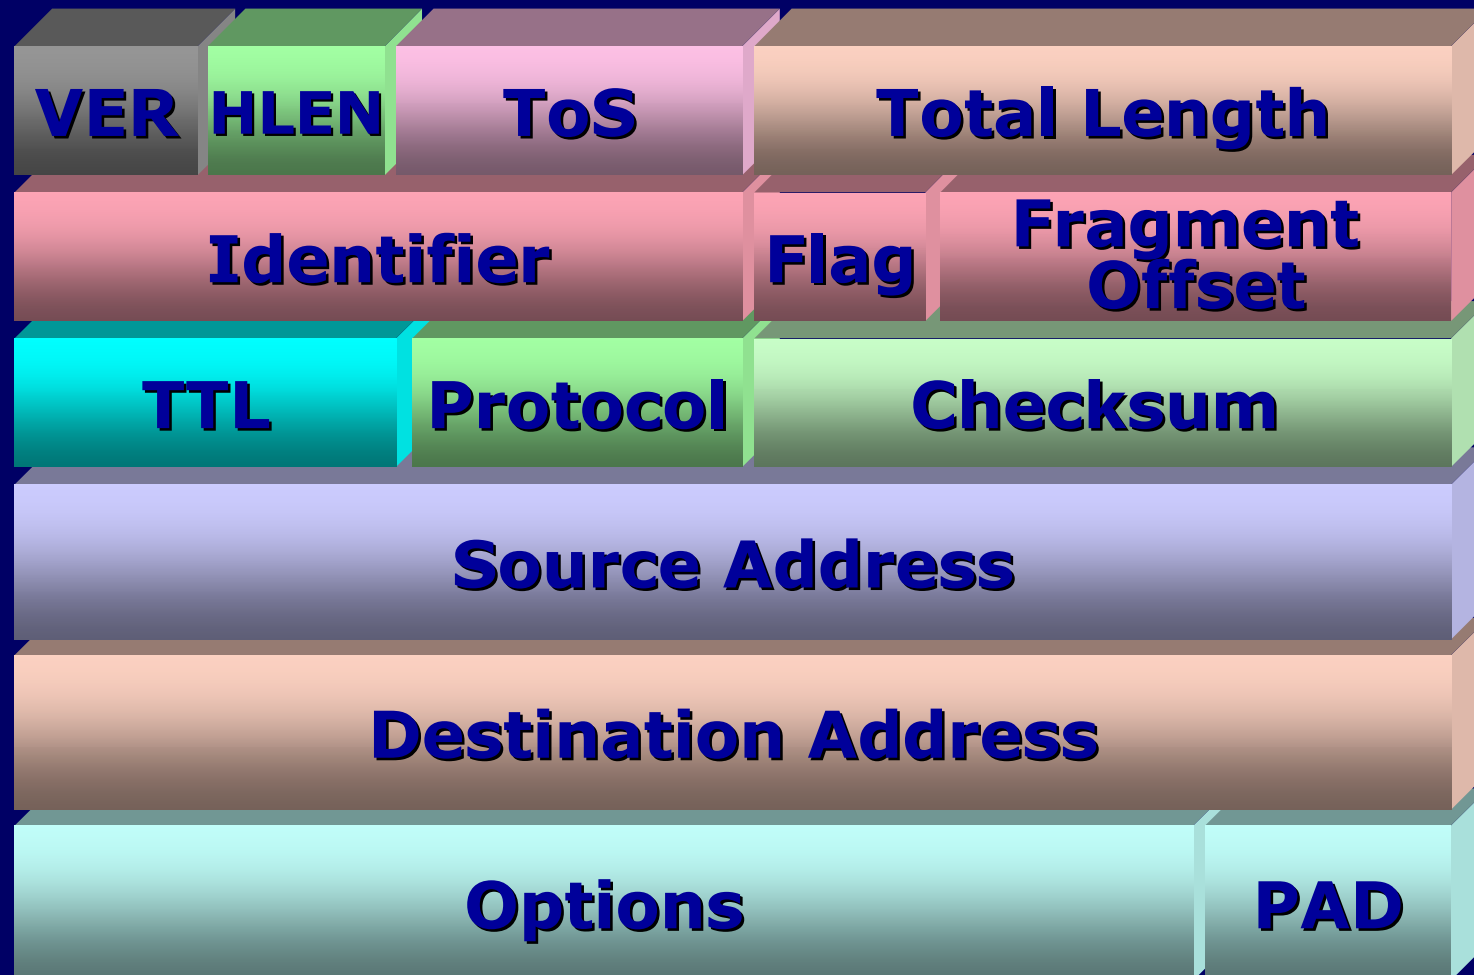 VER HLEN ToS Total Length
Identifier Flag Fragment
Offset
TTL Protocol Checksum
Source Address
Destination Address
Options PAD